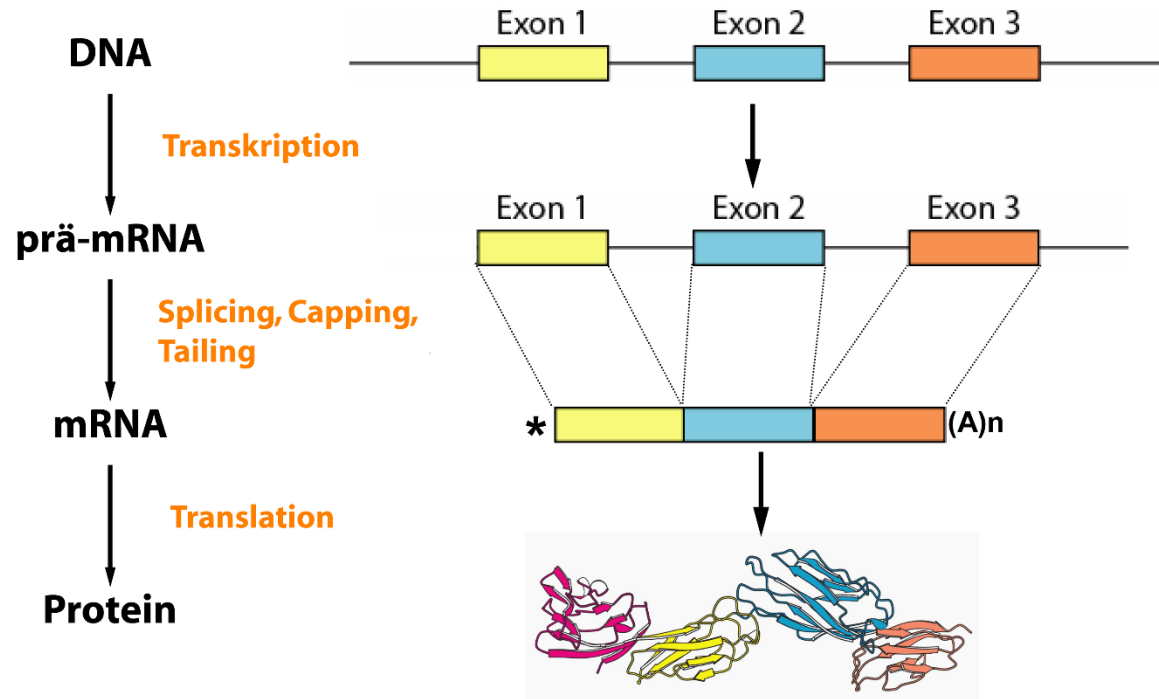 DNA
Exon 1
Exon 2
Exon 3
Transkription
prä-mRNA
Exon 1
Exon 2
Exon 3
Splicing, Capping,
Tailing
mRNA
*
(A)n
Translation
Protein